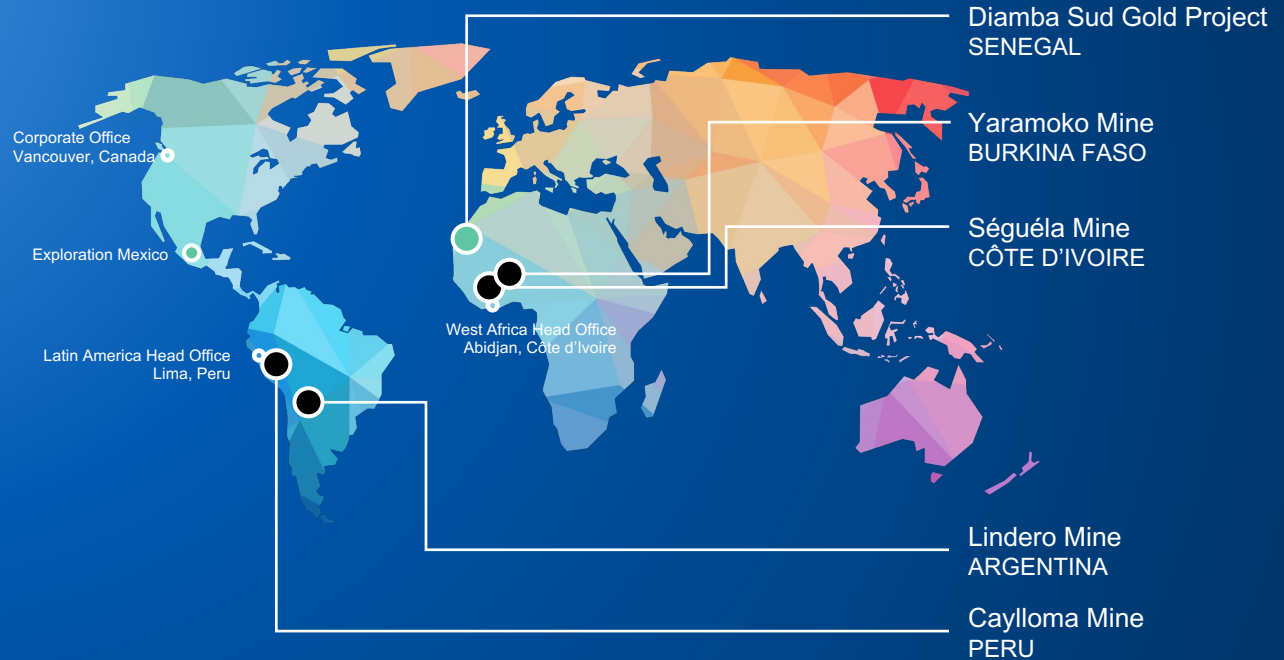 Diamba Sud Gold Project
SENEGAL
Yaramoko Mine
BURKINA FASO
Corporate Office
Vancouver, Canada
Séguéla Mine
CÔTE D'IVOIRE
Exploration Mexico
West Africa Head Office
Abidjan, Côte d'Ivoire
Latin America Head Office
Lima, Peru
Lindero Mine
ARGENTINA
Caylloma Mine
PERU